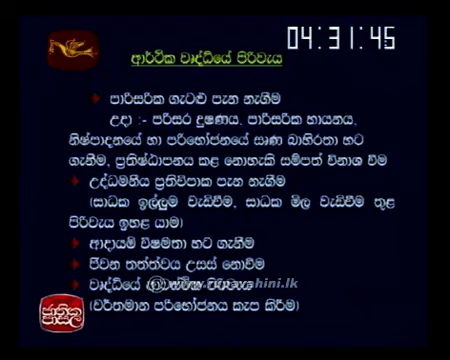 04:31:45
ආර්ථික වෘද්ධියේ පිරිවැය
පාරිසරික ගැටළු පැන නැගීම
උදා :- පරිසර දූෂණය, පාරිසරික හායනය,
නිෂ්පාදනයේ හා පරිභෝජනයේ සෘණ බාහිරතා හට
ගැනීම, ප්‍රතිෂ්ඨාපනය කළ නොහැකි සම්පත් විනාශ වීම
උද්ධමනීය ප්‍රතිවිපාක පැන නැගීම
(සාධක ඉල්ලුම වැඩිවීම, සාධක මිල වැඩිවීම තුළ
පිරිවැය ඉහළ යාම)
ආදායම් විෂමතා හට ගැනීම
ජීවන තත්ත්වය උසස් නොවීම
වෘද්ධියේ ආවස්ථික පිරිවැය
(වර්තමාන පරිභෝජනය කැප කිරීම)
ජාතික
පාසල